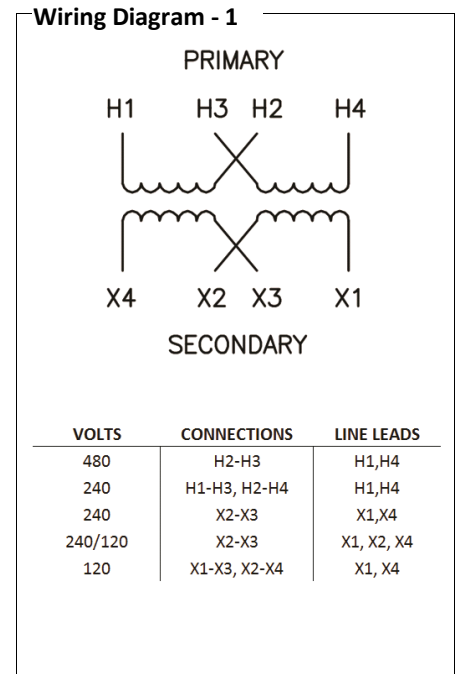 Wiring Diagram - 1
PRIMARY
H1 H3 H2 H4
X4 X2 X3 X1
SECONDARY
VOLTS CONNECTIONS LINE LEADS
480 H2-H3 H1,H4
240 H1-H3, H2-H4 H1,H4
240 X2-X3 X1,X4
240/120 X2-X3 X1, X2, X4
120 X1-X3, X2-X4 X1, X4